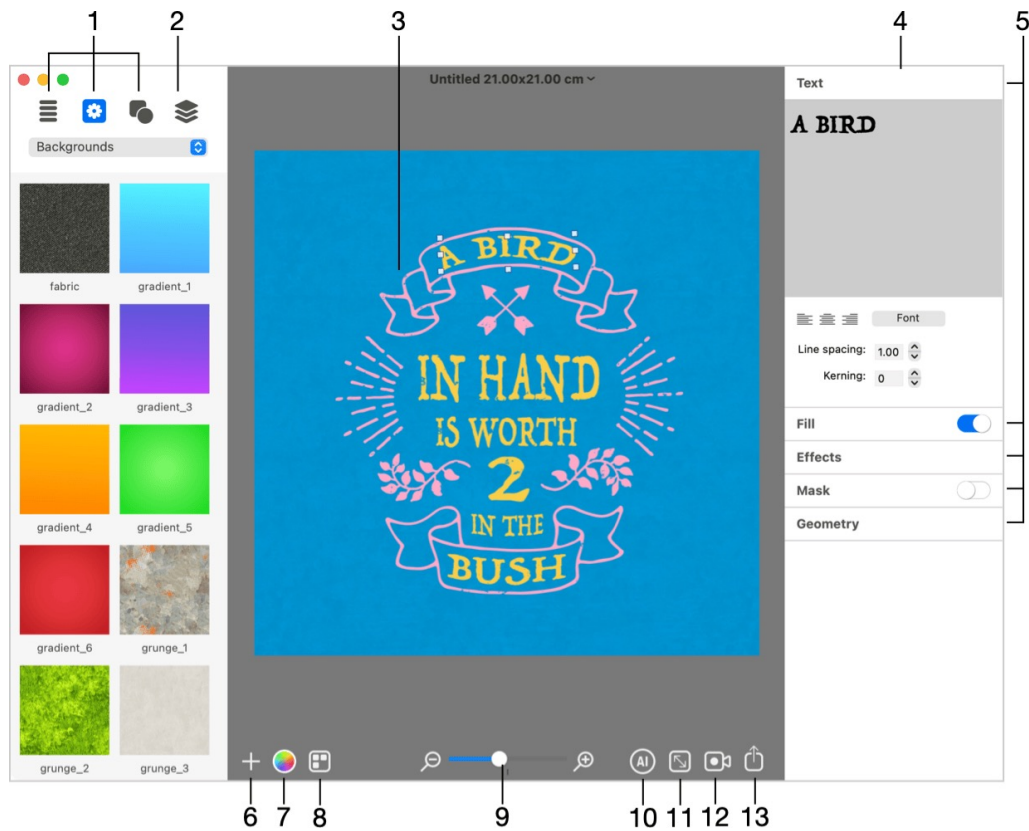 1
2
3
4
5
Untitled 21.00x21.00 cm
Backgrounds
fabric
gradient_1
gradient_2
gradient_3
gradient_4
gradient_5
gradient_6
grunge_1
grunge_2
grunge_3
A BIRD
IN HAND
IS WORTH
2
IN THE
BUSH
Text
A BIRD
Font
Line spacing: 1.00
Kerning: 0
Fill
Effects
Mask
Geometry
AI
6
7
8
9
10
11
12
13